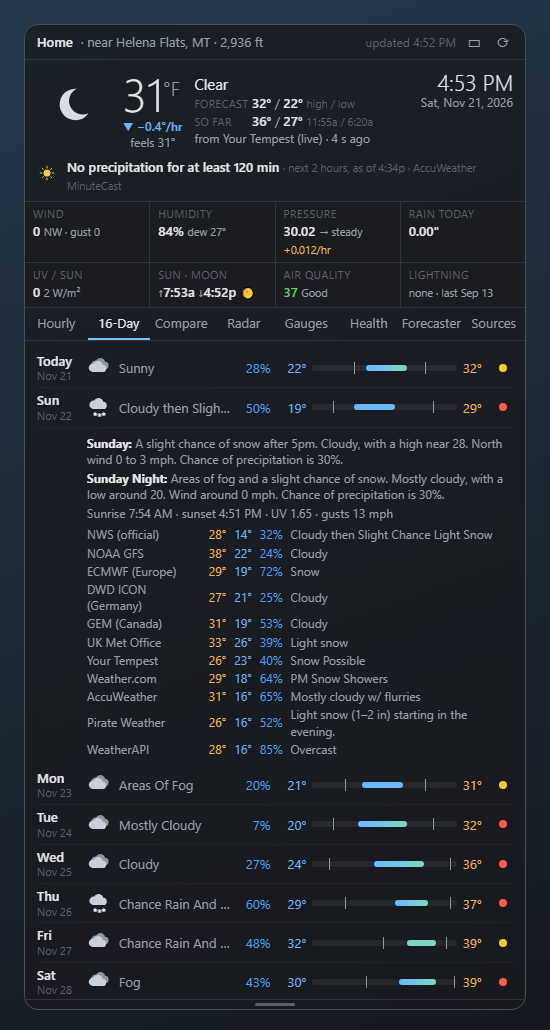 Home · near Helena Flats, MT · 2,936 ft updated 4:52 PM
31°F
▼ −0.4°/hr
feels 31°
Clear
FORECAST 32° / 22° high / low
SO FAR 36° / 27° 11:55a / 6:20a
from Your Tempest (live) · 4 s ago
4:53 PM
Sat, Nov 21, 2026
No precipitation for at least 120 min · next 2 hours, as of 4:34p · AccuWeather
MinuteCast
WIND
0 NW · gust 0
HUMIDITY
84% dew 27°
PRESSURE
30.02 → steady
+0.012/hr
RAIN TODAY
0.00"
UV / SUN
0 2 W/m²
SUN · MOON
↑7:53a ↓4:52p
AIR QUALITY
37 Good
LIGHTNING
none · last Sep 13
Hourly 16-Day Compare Radar Gauges Health Forecaster Sources
Today
Nov 21
Sunny 28% 22° 32°
Sun
Nov 22
Cloudy then Sligh... 50% 19° 29°
Sunday: A slight chance of snow after 5pm. Cloudy, with a high near 28. North
wind 0 to 3 mph. Chance of precipitation is 30%.
Sunday Night: Areas of fog and a slight chance of snow. Mostly cloudy, with a
low around 20. Wind around 0 mph. Chance of precipitation is 30%.
Sunrise 7:54 AM · sunset 4:51 PM · UV 1.65 · gusts 13 mph
NWS (official) 28° 14° 32% Cloudy then Slight Chance Light Snow
NOAA GFS 38° 22° 24% Cloudy
ECMWF (Europe) 29° 19° 72% Snow
DWD ICON
(Germany) 27° 21° 25% Cloudy
GEM (Canada) 31° 19° 53% Cloudy
UK Met Office 33° 26° 39% Light snow
Your Tempest 26° 23° 40% Snow Possible
Weather.com 29° 18° 64% PM Snow Showers
AccuWeather 31° 16° 65% Mostly cloudy w/ flurries
Pirate Weather 26° 16° 52% Light snow (1–2 in) starting in the
evening.
WeatherAPI 28° 16° 85% Overcast
Mon
Nov 23
Areas Of Fog 20% 21° 31°
Tue
Nov 24
Mostly Cloudy 7% 20° 32°
Wed
Nov 25
Cloudy 27% 24° 36°
Thu
Nov 26
Chance Rain And ... 60% 29° 37°
Fri
Nov 27
Chance Rain And ... 48% 32° 39°
Sat
Nov 28
Fog 43% 30° 39°